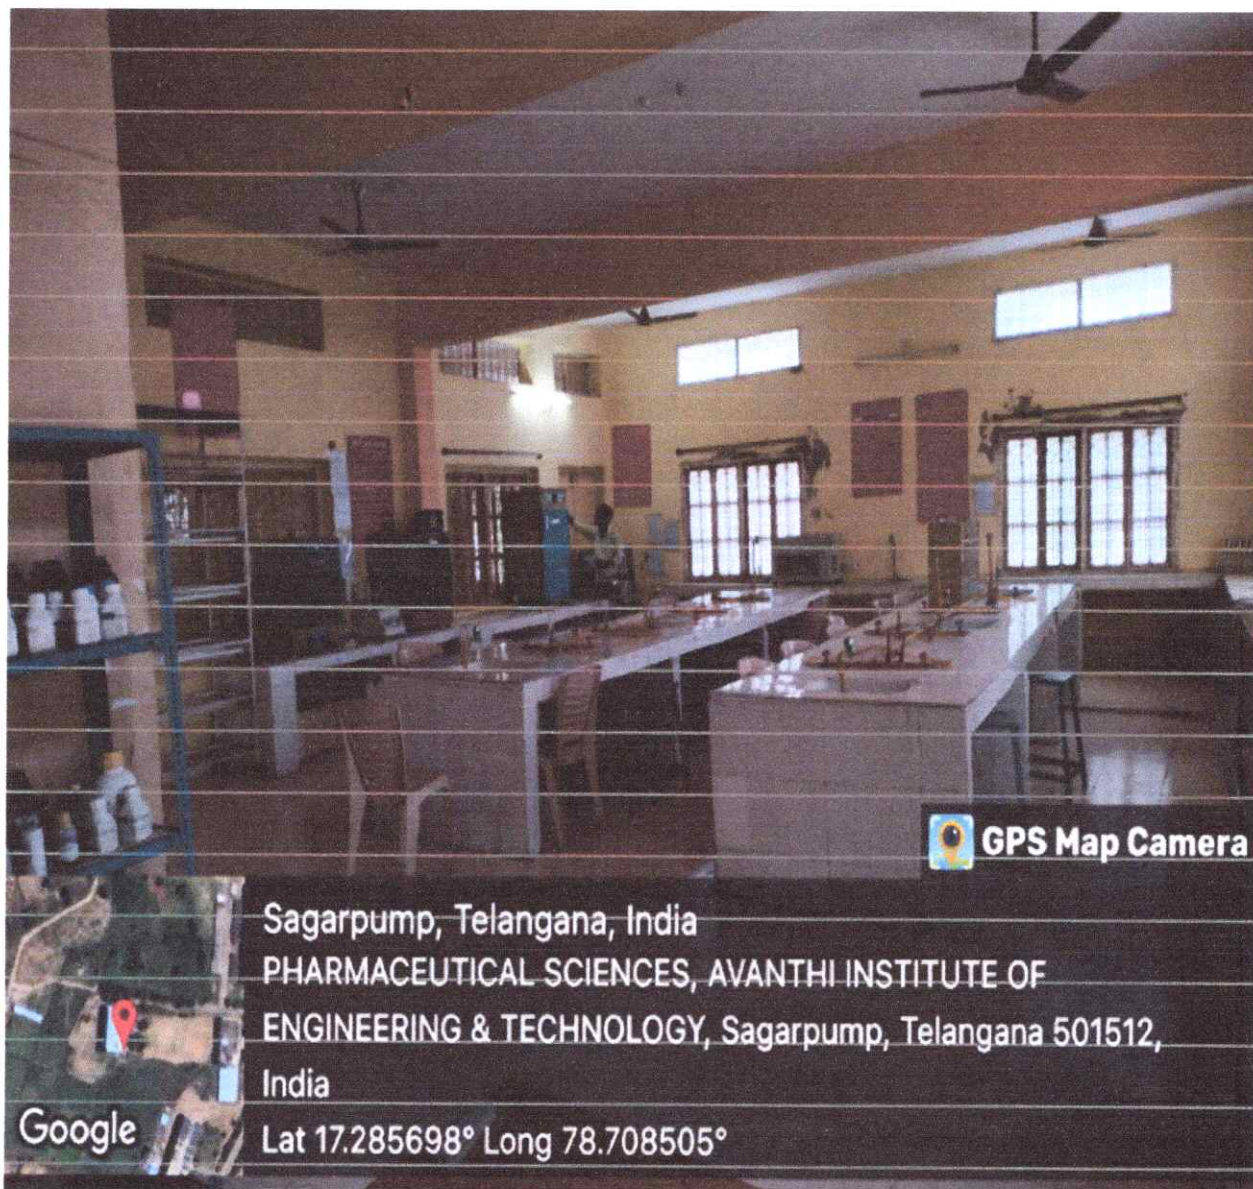 GPS Map Camera
Sagarpump, Telangana, India
PHARMACEUTICAL SCIENCES, AVANTHI INSTITUTE OF
ENGINEERING & TECHNOLOGY, Sagarpump, Telangana 501512,
India
Lat 17.285698° Long 78.708505°
Google